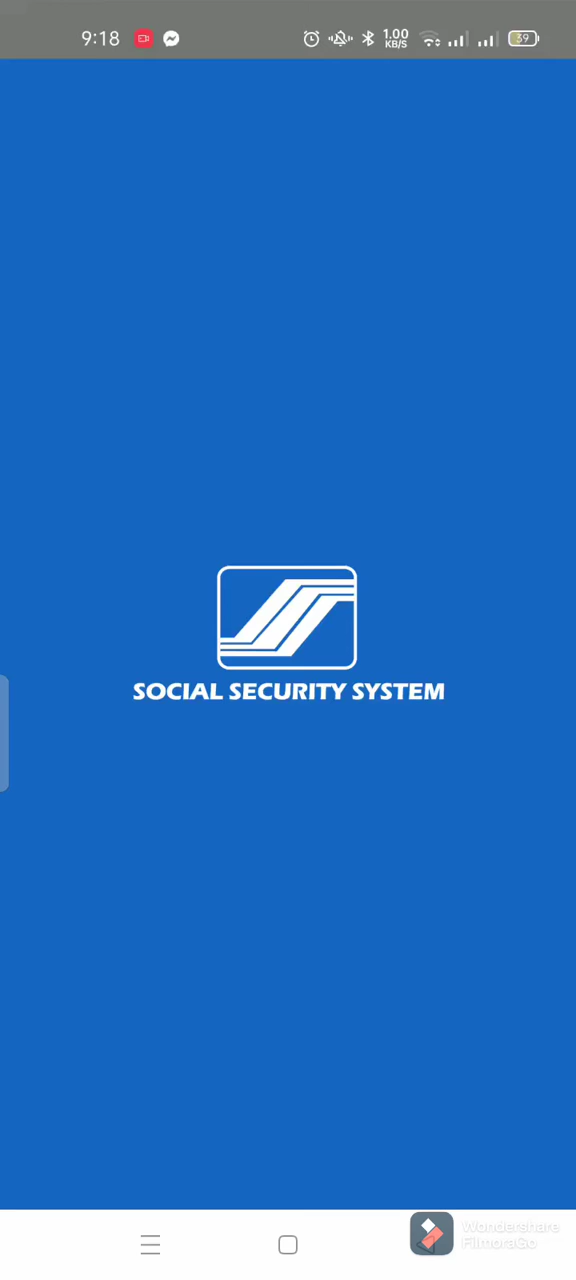 9:18
1.00
KB/S
39
SOCIAL SECURITY SYSTEM
Wondershare
FilmoraGo